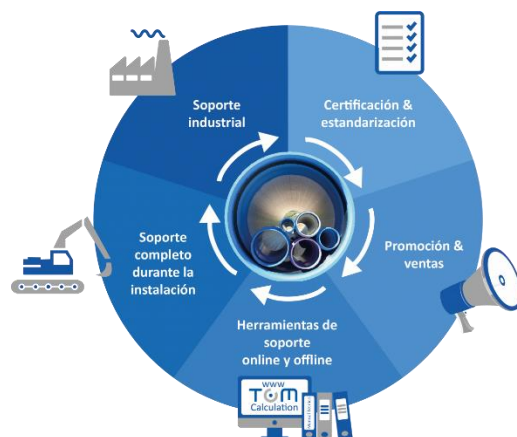 Soporte
industrial
Certificación &
estandarización
Promoción &
ventas
Herramientas de
soporte
online y offline
Soporte
completo
durante la
instalación
www
TOM
Calculation